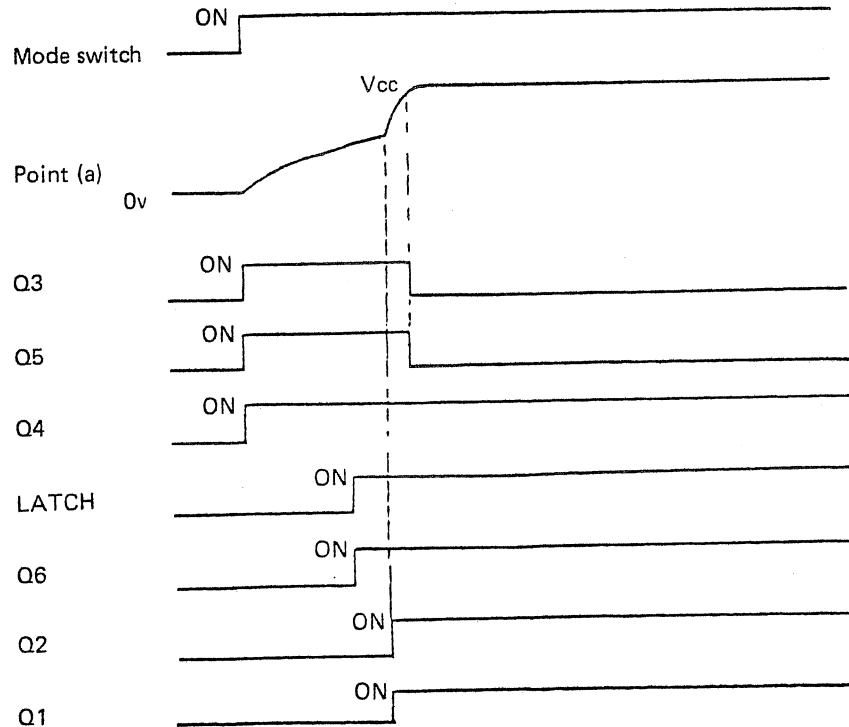 ON
Mode switch
Vcc
Point (a)
0v
ON
Q3
ON
Q5
ON
Q4
ON
LATCH
ON
Q6
ON
Q2
ON
Q1